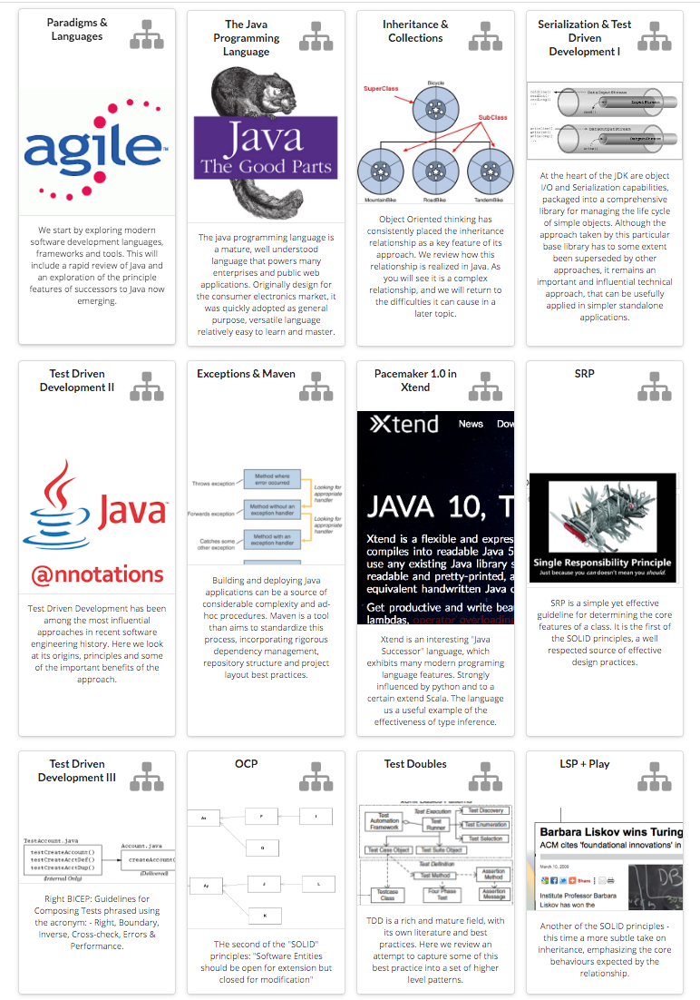 Paradigms &
Languages
agile
We start by exploring modern
software development languages,
frameworks and tools. This will
include a rapid review of Java and
an exploration of the principle
features of successors to Java now
emerging.
The Java
Programming
Language
Java
The Good Parts
The java programming language is
a mature, well understood
language that powers many
enterprises and public web
applications. Originally design for
the consumer electronics market, it
was quickly adopted as general
purpose, versatile language
relatively easy to learn and master.
Inheritance &
Collections
Bicycle
SuperClass
SubClass
MountainBike
RoadBike
TandemBike
Object Oriented thinking has
consistently placed the inheritance
relationship as a key feature of its
approach. We review how this
relationship is realized in Java. As
you will see it is a complex
relationship, and we will return to
the difficulties it can cause in a
later topic.
Serialization & Test
Driven
Development I
DataInputStream
InputStream
read()
DataOutputStream
OutputStream
write()
At the heart of the JDK are object
I/O and Serialization capabilities,
packaged into a comprehensive
library for managing the life cycle
of simple objects. Although the
approach taken by this particular
base library has to some extent
been superseded by other
approaches, it remains an
important and influential technical
approach, that can be usefully
applied in simpler standalone
applications.
Test Driven
Development II
Java
@nnotations
Test Driven Development has been
among the most influential
approaches in recent software
engineering history. Here we look
at its origins, principles and some
of the important benefits of the
approach.
Exceptions & Maven
Throws exception
Method where
error occurred
Looking for
appropriate
handler
Forwards exception
Method without an
exception handler
Looking for
appropriate
handler
Catches some
other exception
Method with an
exception handler
Building and deploying Java
applications can be a source of
considerable complexity and ad-
hoc procedures. Maven is a tool
than aims to standardize this
process, incorporating rigorous
dependency management,
repository structure and project
layout best practices.
Pacemaker 1.0 in
Xtend
Xtend News Dow
JAVA 10, T
Xtend is a flexible and expres
compiles into readable Java 5
use any existing Java library s
readable and pretty-printed, a
equivalent handwritten Java c
Get productive and write beau
lambdas, operator overloading
Xtend is an interesting "Java
Successor" language, which
exhibits many modern programing
language features. Strongly
influenced by python and to a
certain extend Scala. The language
us a useful example of the
effectiveness of type inference.
SRP
Single Responsibility Principle
Just because you can doesn't mean you should.
SRP is a simple yet effective
guideline for determining the core
features of a class. It is the first of
the SOLID principles, a well
respected source of effective
design practices.
Test Driven
Development III
TestAccount.java
Account.java
testCreateAccount()
testCreateAcctDef()
testCreateAcctDup()
createAccount(
(Internal Only)
(Delivered)
Right BICEP: Guidelines for
Composing Tests phrased using
the acronym: - Right, Boundary,
Inverse, Cross-check, Errors &
Performance.
OCP
F
I
G
J
L
K
THe second of the "SOLID"
principles: "Software Entities
should be open for extension but
closed for modification"
Test Doubles
Test Execution
Test Discovery
Test
Automation
Framework
Test
Runner
Test Enumeration
Test Selection
Test Case Object
Test Suite Object
Test Definition
Test Method
Assertion
Method
Testcase
Class
Four Phase
Test
Assertion
Message
TDD is a rich and mature field, with
its own literature and best
practices. Here we review an
attempt to capture some of this
best practice into a set of higher
level patterns.
LSP + Play
Barbara Liskov wins Turing
ACM cites 'foundational innovations' in
March 10, 2009
Share
Institute Professor Barbara
Liskov has won the
Another of the SOLID principles -
this time a more subtle take on
inheritance, emphasizing the core
behaviours expected by the
relationship.